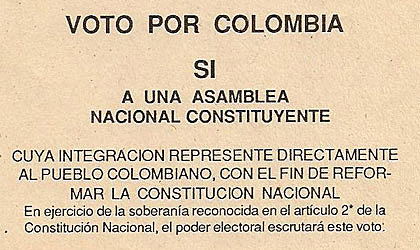 VOTO POR COLOMBIA
SI
A UNA ASAMBLEA
NACIONAL CONSTITUYENTE
CUYA INTEGRACION REPRESENTE DIRECTAMENTE
AL PUEBLO COLOMBIANO, CON EL FIN DE REFOR-
MAR LA CONSTITUCION NACIONAL
En ejercicio de la soberanía reconocida en el artículo 2* de la
Constitución Nacional, el poder electoral escrutará este voto.